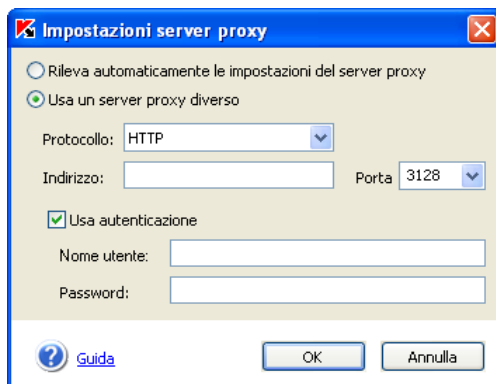 Impostazioni server proxy
Rileva automaticamente le impostazioni del server proxy
Usa un server proxy diverso
Protocollo: HTTP
Indirizzo: Porta 3128
Usa autenticazione
Nome utente:
Password:
Guida OK Annulla